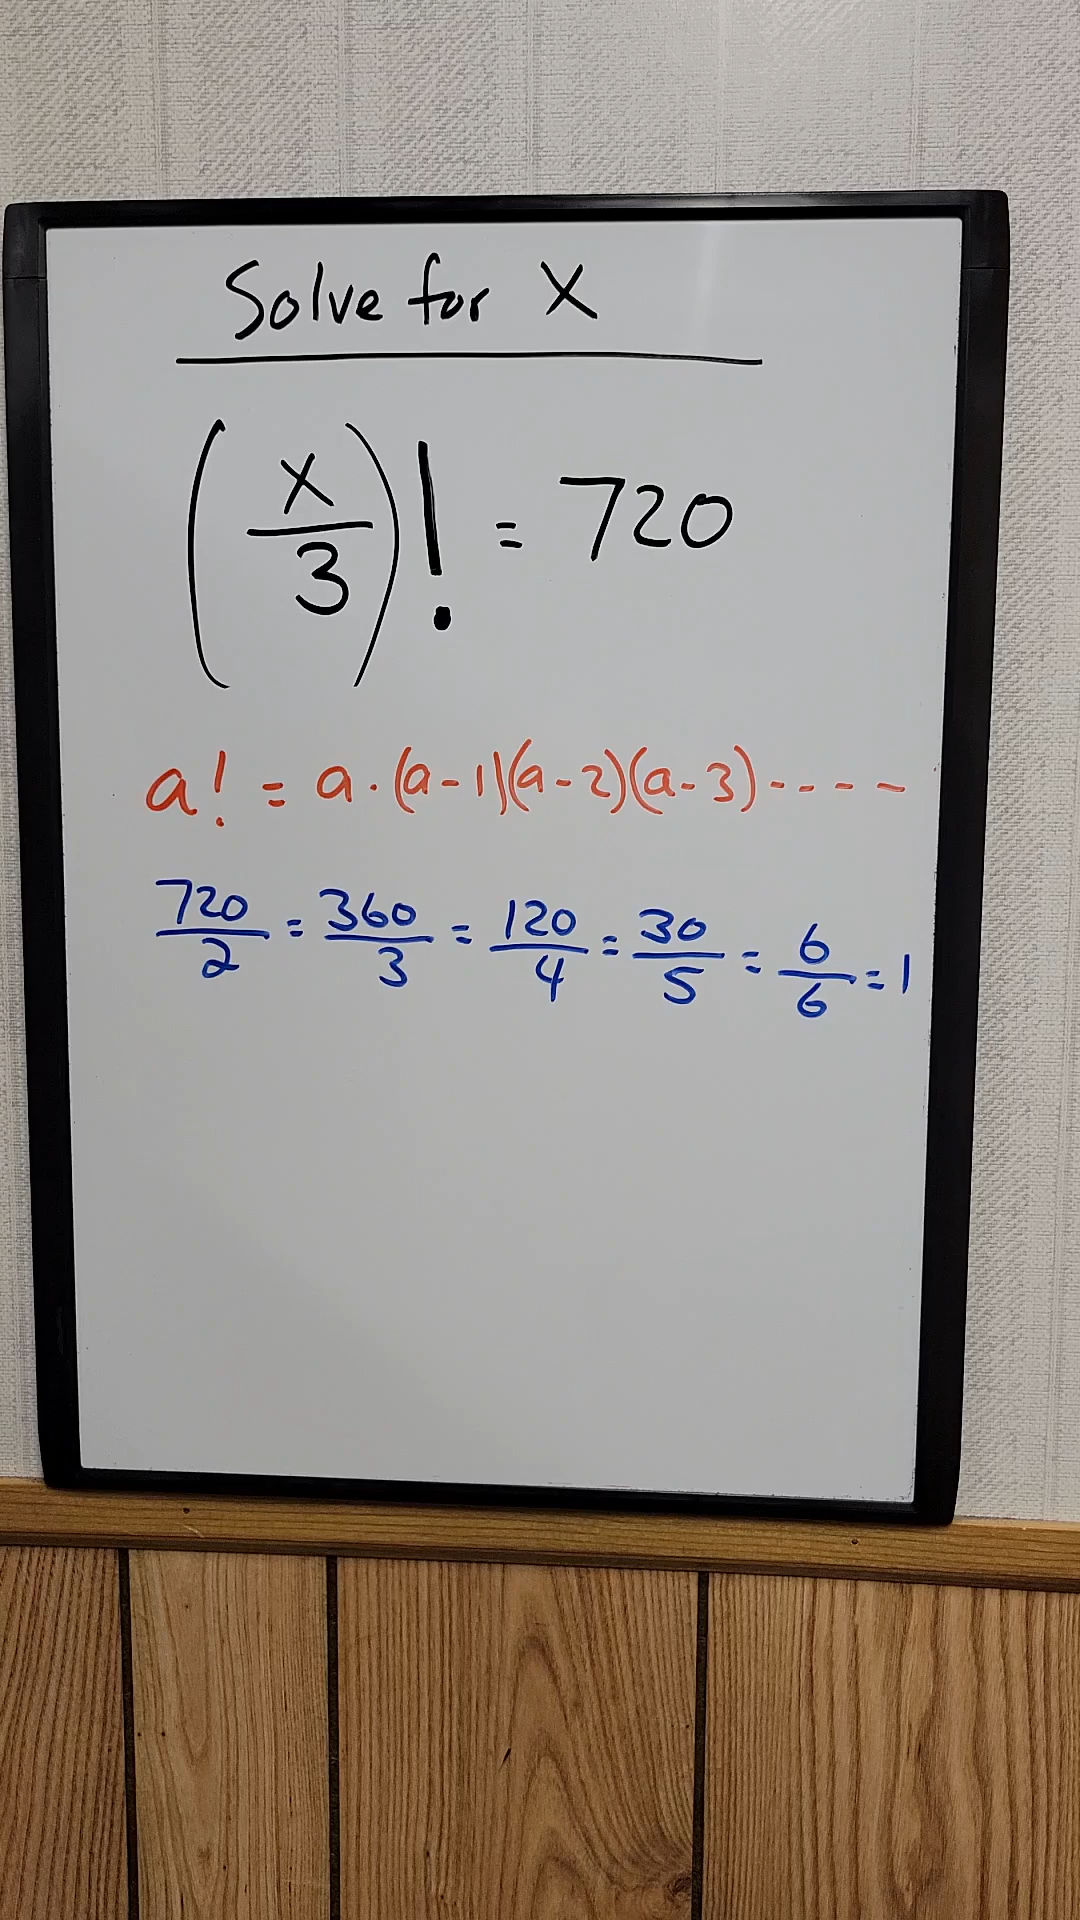 Solve for X
(x/3)! = 720
a! = a·(a-1)(a-2)(a-3)----
720/2 = 360/3 = 120/4 = 30/5 = 6/6 = 1